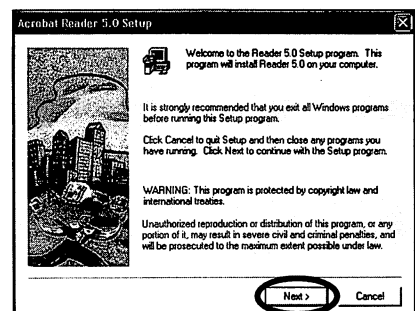 Acrobat Reader 5.0 Setup
Welcome to the Reader 5.0 Setup program. This
program will install Reader 5.0 on your computer.
It is strongly recommended that you exit all Windows programs
before running this Setup program.
Click Cancel to quit Setup and then close any programs you
have running. Click Next to continue with the Setup program.
WARNING: This program is protected by copyright law and
international treaties.
Unauthorized reproduction or distribution of this program, or any
portion of it, may result in severe civil and criminal penalties, and
will be prosecuted to the maximum extent possible under law.
Next >
Cancel